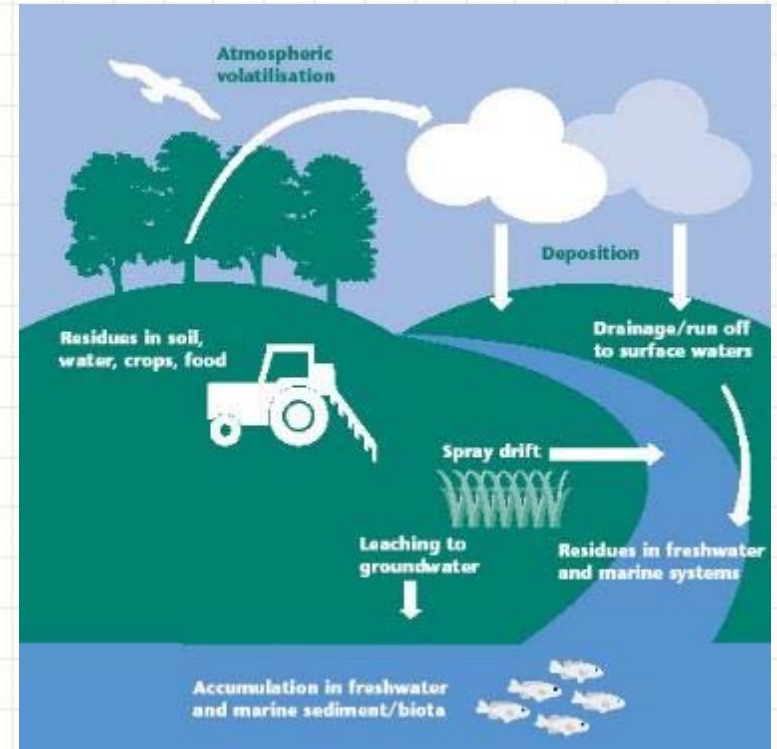 Atmospheric
volatilisation
Deposition
Residues in soil,
water, crops, food
Drainage/run off
to surface waters
Spray drift
Leaching to
groundwater
Residues in freshwater
and marine systems
Accumulation in freshwater
and marine sediment/biota